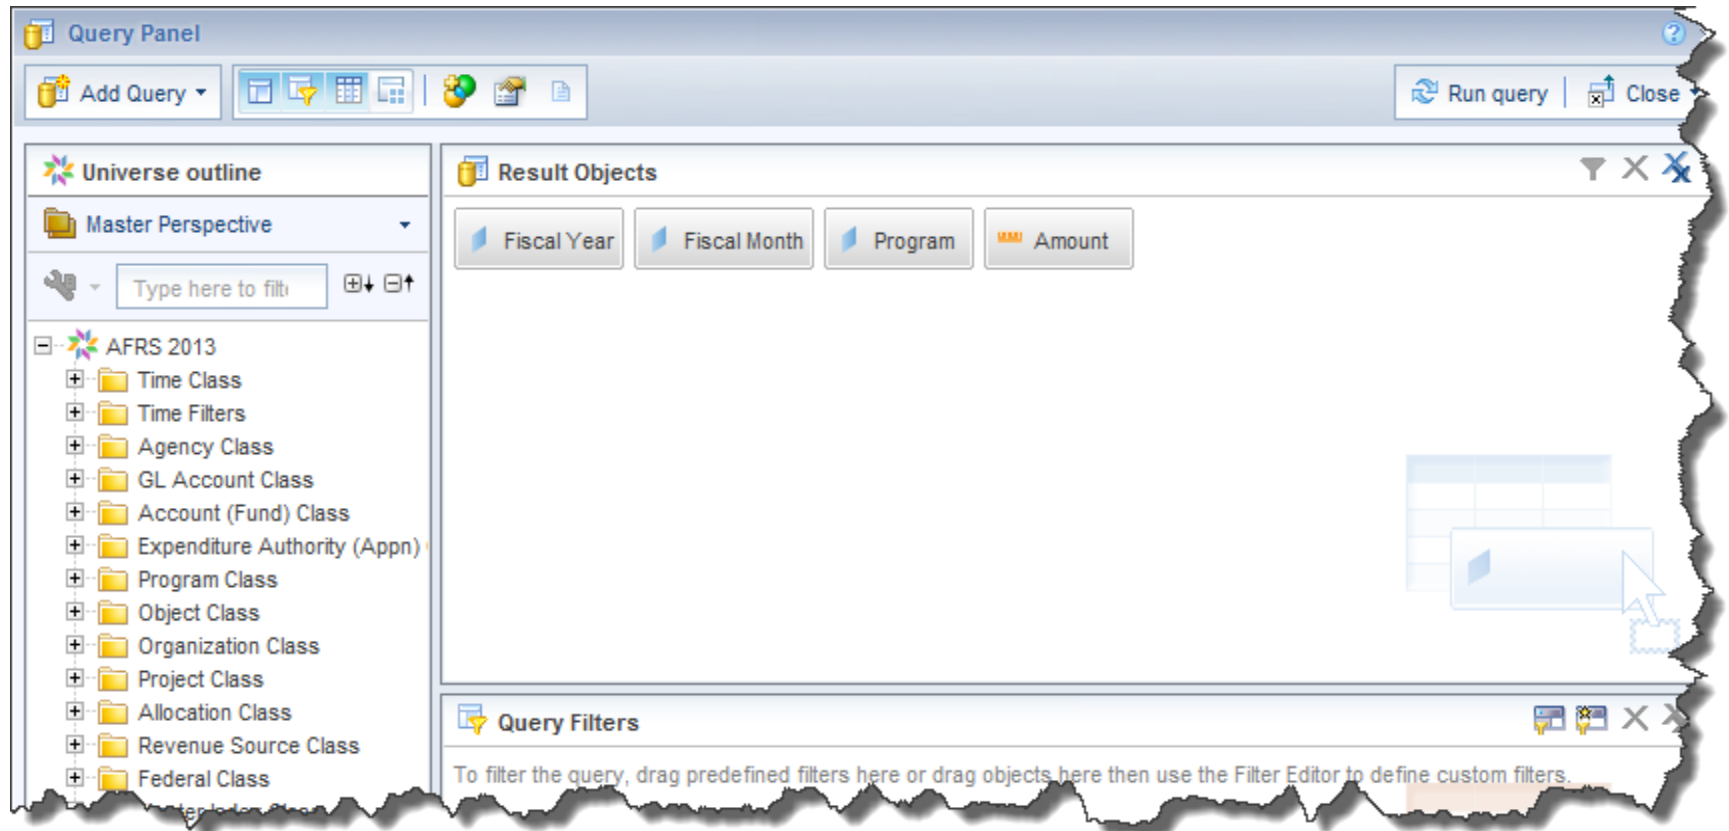 Query Panel
Add Query
Run query
Close
Universe outline
Master Perspective
Type here to filt
AFRS 2013
Time Class
Time Filters
Agency Class
GL Account Class
Account (Fund) Class
Expenditure Authority (Appn)
Program Class
Object Class
Organization Class
Project Class
Allocation Class
Revenue Source Class
Federal Class
Result Objects
Fiscal Year
Fiscal Month
Program
Amount
Query Filters
To filter the query, drag predefined filters here or drag objects here then use the Filter Editor to define custom filters.